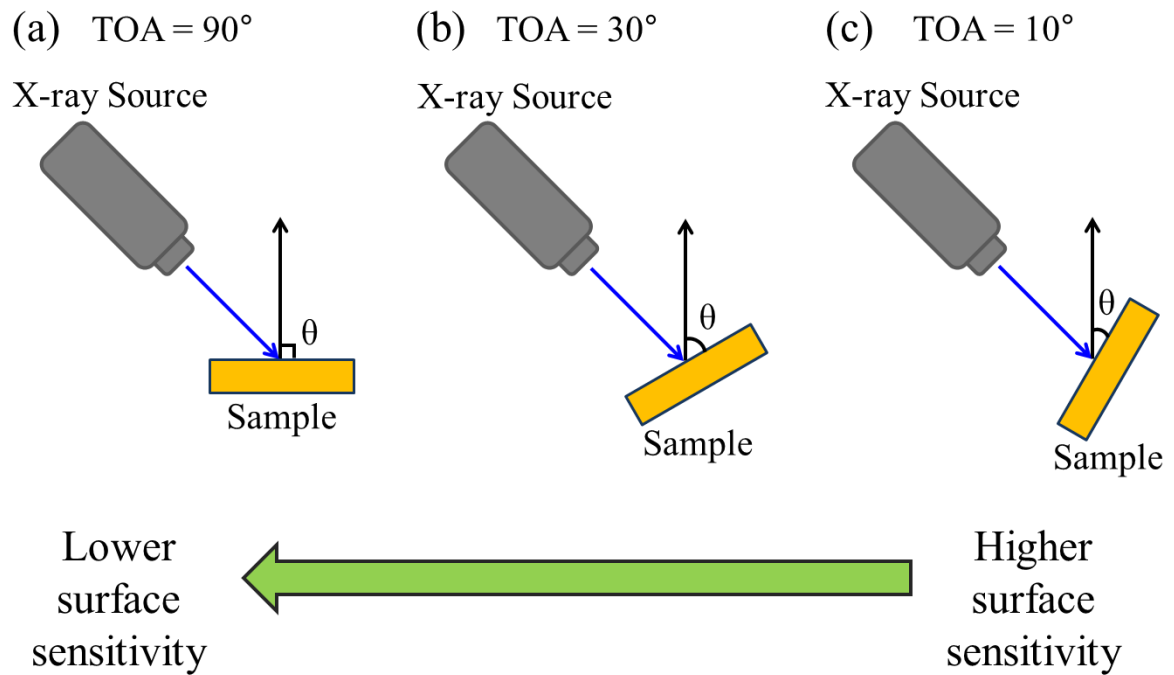 (a) TOA = 90°
X-ray Source
θ
Sample
(b) TOA = 30°
X-ray Source
θ
Sample
(c) TOA = 10°
X-ray Source
θ
Sample
Lower
surface
sensitivity
Higher
surface
sensitivity